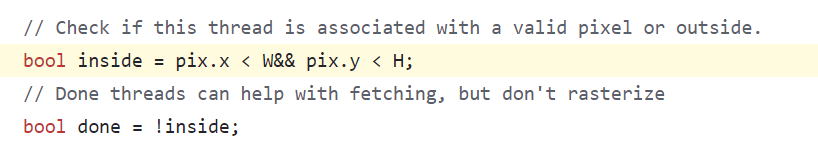 // Check if this thread is associated with a valid pixel or outside.
bool inside = pix.x < W&& pix.y < H;
// Done threads can help with fetching, but don't rasterize
bool done = !inside;